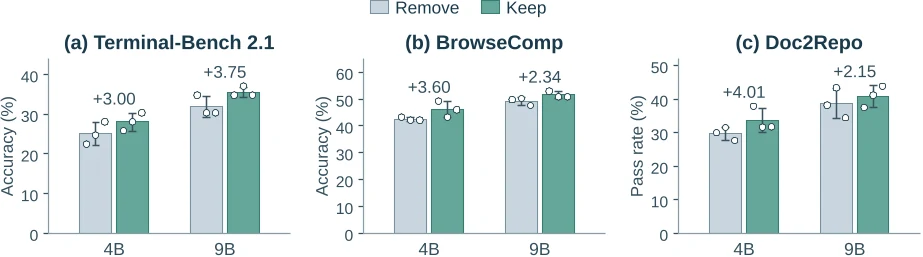 Remove Keep
(a) Terminal-Bench 2.1
Accuracy (%)
40
30
20
10
0
+3.00
+3.75
4B
9B
(b) BrowseComp
Accuracy (%)
60
50
40
30
20
10
0
+3.60
+2.34
4B
9B
(c) Doc2Repo
Pass rate (%)
50
40
30
20
10
0
+4.01
+2.15
4B
9B